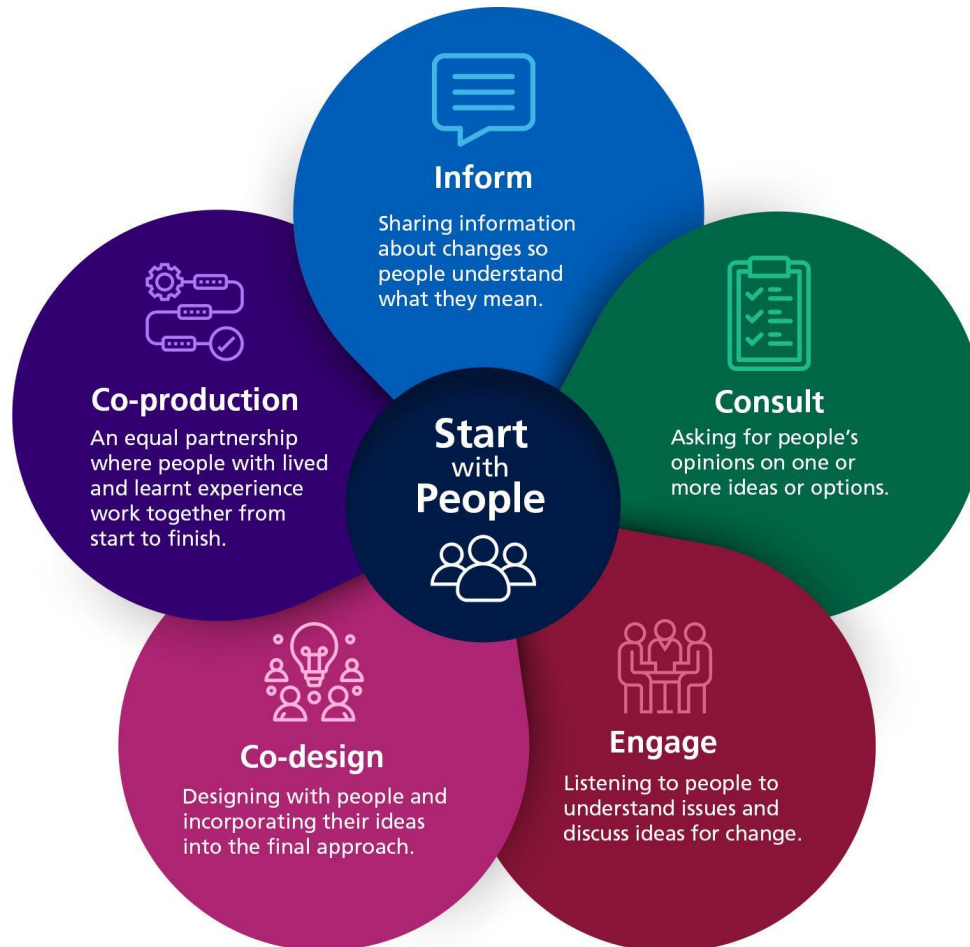 Inform
Sharing information
about changes so
people understand
what they mean.
Consult
Asking for people's
opinions on one or
more ideas or options.
Engage
Listening to people to
understand issues and
discuss ideas for change.
Co-design
Designing with people and
incorporating their ideas
into the final approach.
Co-production
An equal partnership
where people with lived
and learnt experience
work together from
start to finish.
Start
with
People